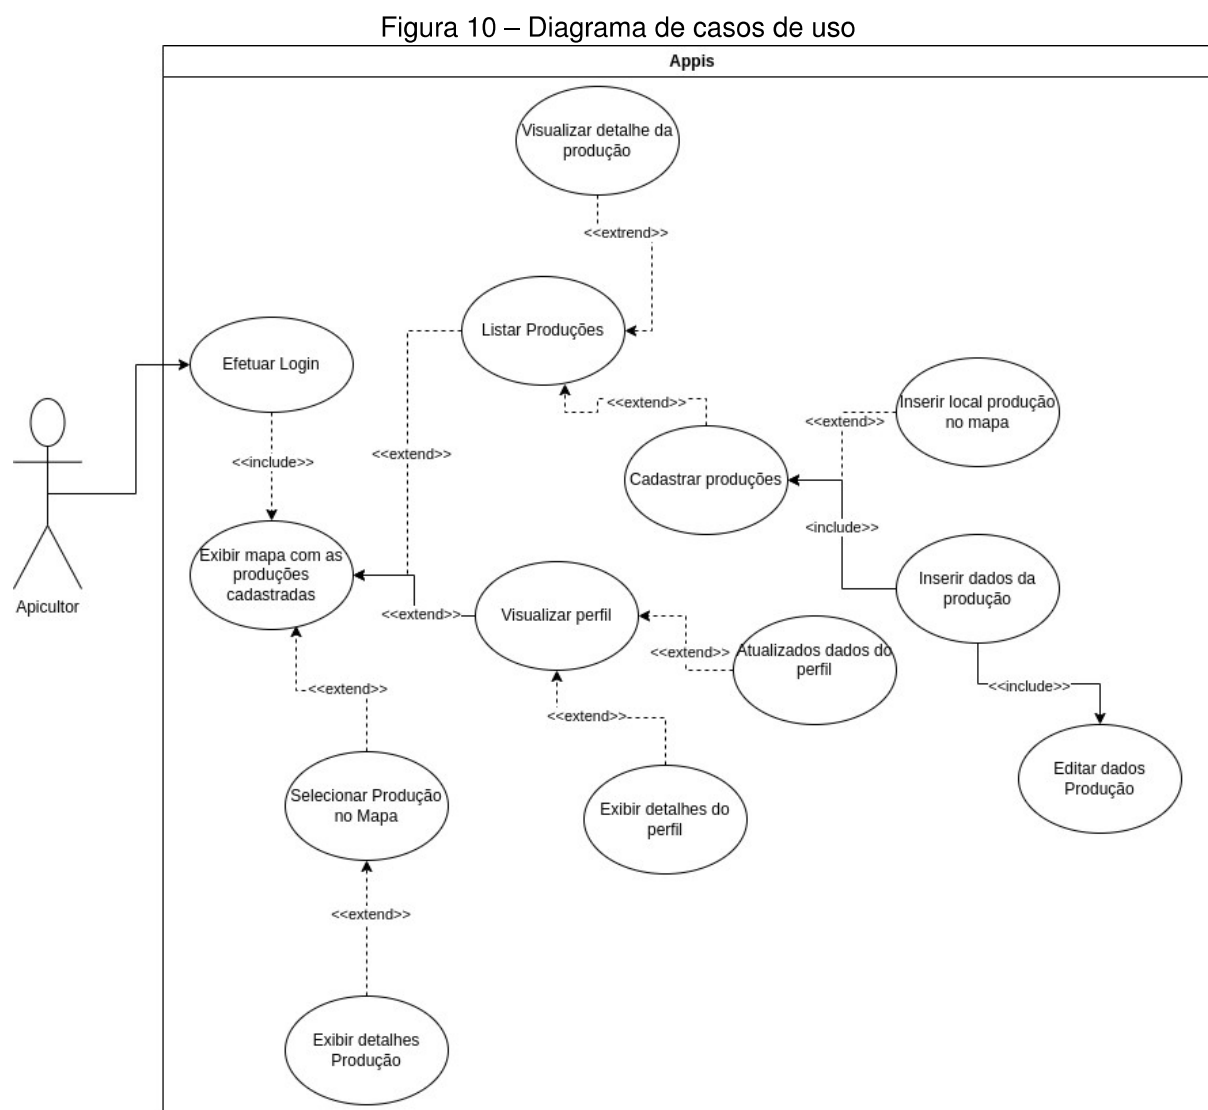 Figura 10 – Diagrama de casos de uso
Appis
Visualizar detalhe da
produção
<<extrend>>
Listar Produções
Efetuar Login
<<extend>>
Inserir local produção
no mapa
<<extend>>
<<extend>>
<<include>>
Cadastrar produções
<include>>
Exibir mapa com as
produções
cadastradas
Inserir dados da
produção
Apicultor
<<extend>>
Visualizar perfil
<<extend>>
Atualizados dados do
perfil
<<include>>
<<extend>>
<<extend>>
Editar dados
Produção
Selecionar Produção
no Mapa
Exibir detalhes do
perfil
<<extend>>
Exibir detalhes
Produção